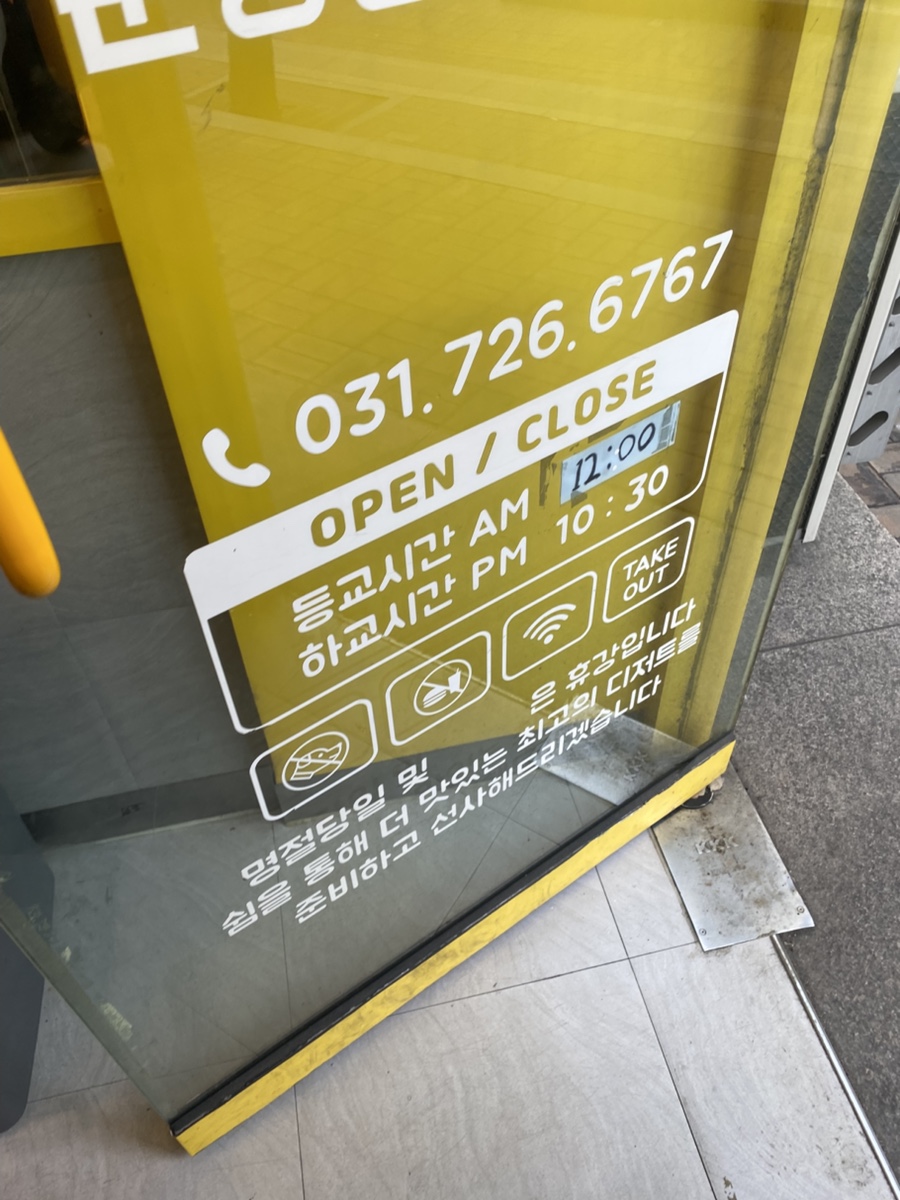 031.726.6767
OPEN / CLOSE
등교시간 AM 12:00
하교시간 PM 10 : 30
TAKE
OUT
명절당일 및 은 휴강입니다
쉼을 통해 더 맛있는 최고의 디저트를
준비하고 선사해드리겠습니다